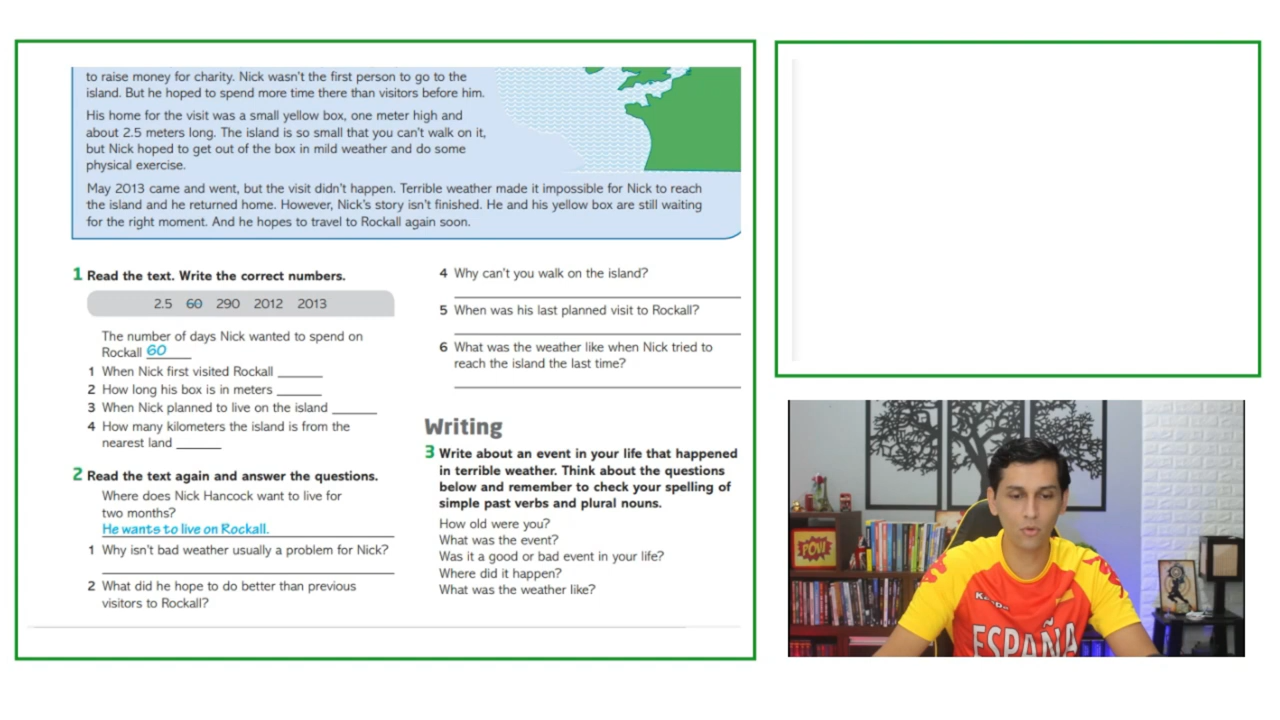 to raise money for charity. Nick wasn't the first person to go to the
island. But he hoped to spend more time there than visitors before him.
His home for the visit was a small yellow box, one meter high and
about 2.5 meters long. The island is so small that you can't walk on it,
but Nick hoped to get out of the box in mild weather and do some
physical exercise.
May 2013 came and went, but the visit didn't happen. Terrible weather made it impossible for Nick to reach
the island and he returned home. However, Nick's story isn't finished. He and his yellow box are still waiting
for the right moment. And he hopes to travel to Rockall again soon.
1 Read the text. Write the correct numbers.
2.5 60 290 2012 2013
The number of days Nick wanted to spend on
Rockall 60
1 When Nick first visited Rockall ______
2 How long his box is in meters ______
3 When Nick planned to live on the island ______
4 How many kilometers the island is from the
nearest land ______
2 Read the text again and answer the questions.
Where does Nick Hancock want to live for
two months?
He wants to live on Rockall.
1 Why isn't bad weather usually a problem for Nick?
2 What did he hope to do better than previous
visitors to Rockall?
4 Why can't you walk on the island?
5 When was his last planned visit to Rockall?
6 What was the weather like when Nick tried to
reach the island the last time?
Writing
3 Write about an event in your life that happened
in terrible weather. Think about the questions
below and remember to check your spelling of
simple past verbs and plural nouns.
How old were you?
What was the event?
Was it a good or bad event in your life?
Where did it happen?
What was the weather like?
POW
ESPAÑA